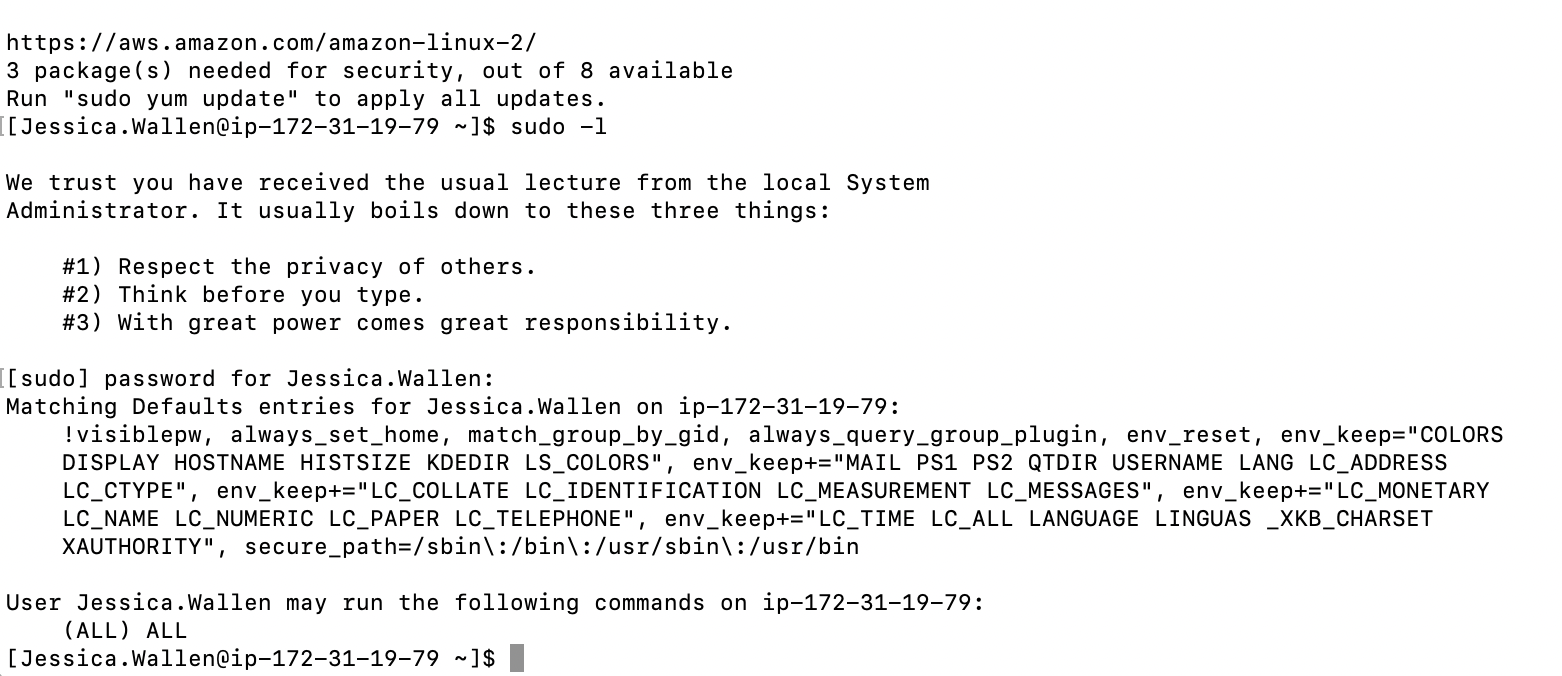 https://aws.amazon.com/amazon-linux-2/
3 package(s) needed for security, out of 8 available
Run "sudo yum update" to apply all updates.
[[Jessica.Wallen@ip-172-31-19-79 ~]$ sudo -l
We trust you have received the usual lecture from the local System
Administrator. It usually boils down to these three things:
#1) Respect the privacy of others.
#2) Think before you type.
#3) With great power comes great responsibility.
[[sudo] password for Jessica.Wallen:
Matching Defaults entries for Jessica.Wallen on ip-172-31-19-79:
!visiblepw, always_set_home, match_group_by_gid, always_query_group_plugin, env_reset, env_keep="COLORS
DISPLAY HOSTNAME HISTSIZE KDEDIR LS_COLORS", env_keep+="MAIL PS1 PS2 QTDIR USERNAME LANG LC_ADDRESS
LC_CTYPE", env_keep+="LC_COLLATE LC_IDENTIFICATION LC_MEASUREMENT LC_MESSAGES", env_keep+="LC_MONETARY
LC_NAME LC_NUMERIC LC_PAPER LC_TELEPHONE", env_keep+="LC_TIME LC_ALL LANGUAGE LINGUAS _XKB_CHARSET
XAUTHORITY", secure_path=/sbin\:/bin\:/usr/sbin\:/usr/bin
User Jessica.Wallen may run the following commands on ip-172-31-19-79:
(ALL) ALL
[Jessica.Wallen@ip-172-31-19-79 ~]$